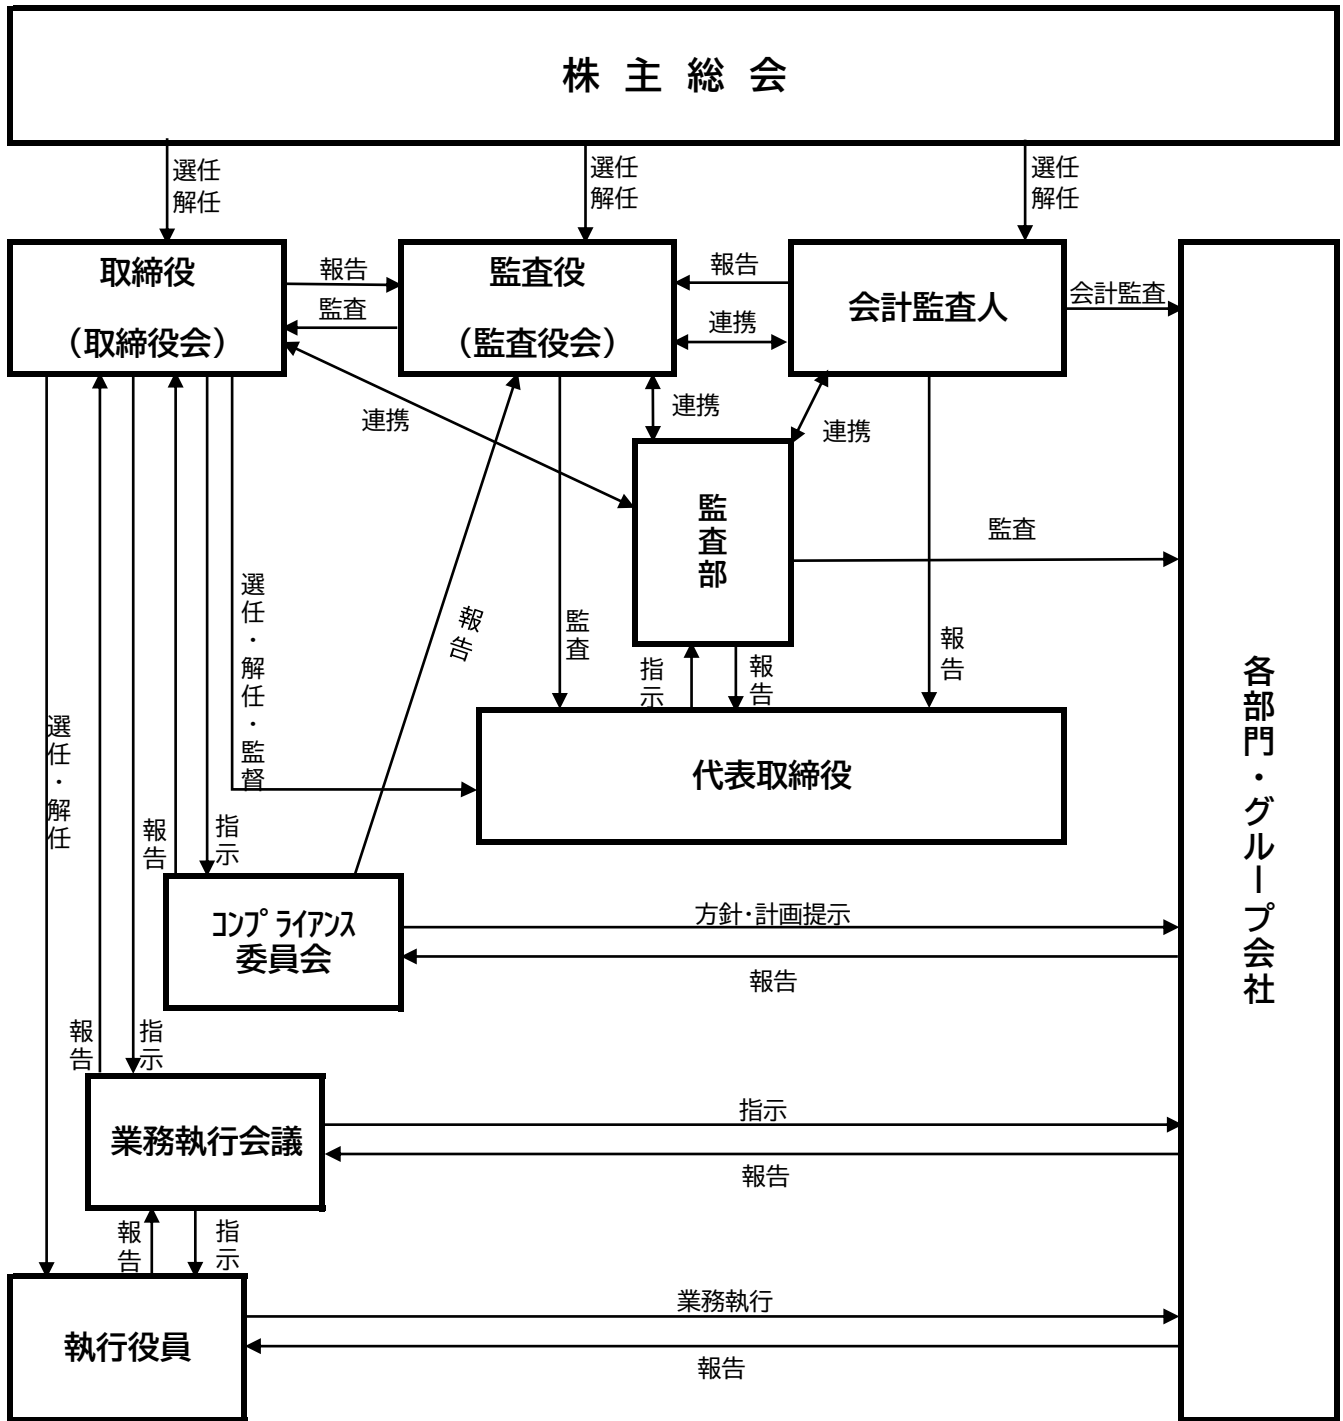 株 主 総 会
選任
解任
選任
解任
選任
解任
取締役
(取締役会)
報告
監査
監査役
(監査役会)
報告
連携
会計監査人
会計監査
連携
連携
連携
監査部
監査
選任・解任・監督
報告
監査
指示
報告
報告
各部門・グループ会社
選任・解任
代表取締役
報告
指示
コンプライアンス
委員会
方針・計画提示
報告
報告
指示
業務執行会議
指示
報告
報告
指示
執行役員
業務執行
報告